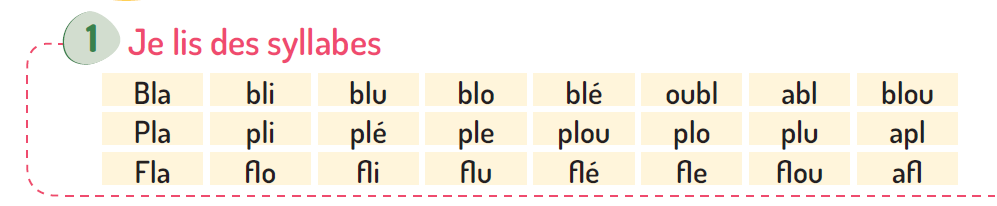 1 Je lis des syllabes
Bla bli blu blo blé oubl abl blou
Pla pli plé ple plou plo plu apl
Fla flo fli flu flé fle flou afl